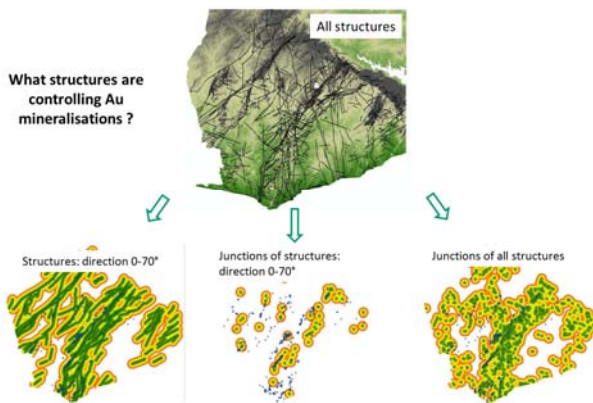 All structures
What structures are
controlling Au
mineralisations ?
Structures: direction 0-70°
Junctions of structures:
direction 0-70°
Junctions of all structures